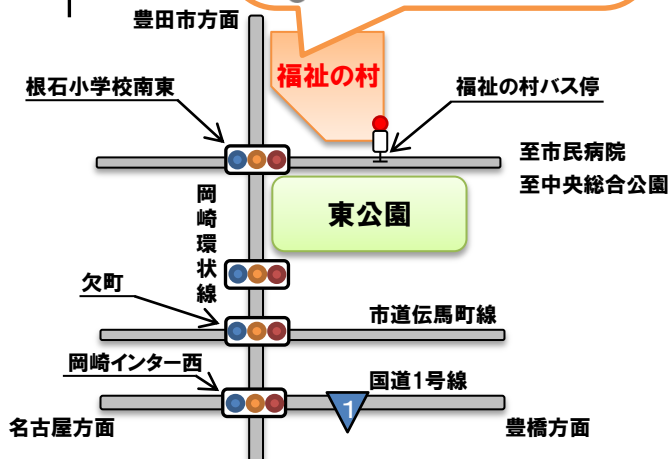 豊田市方面
福祉の村
根石小学校南東
福祉の村バス停
至市民病院
至中央総合公園
岡崎環状線
東公園
欠町
市道伝馬町線
岡崎インター西
国道1号線
1
名古屋方面
豊橋方面